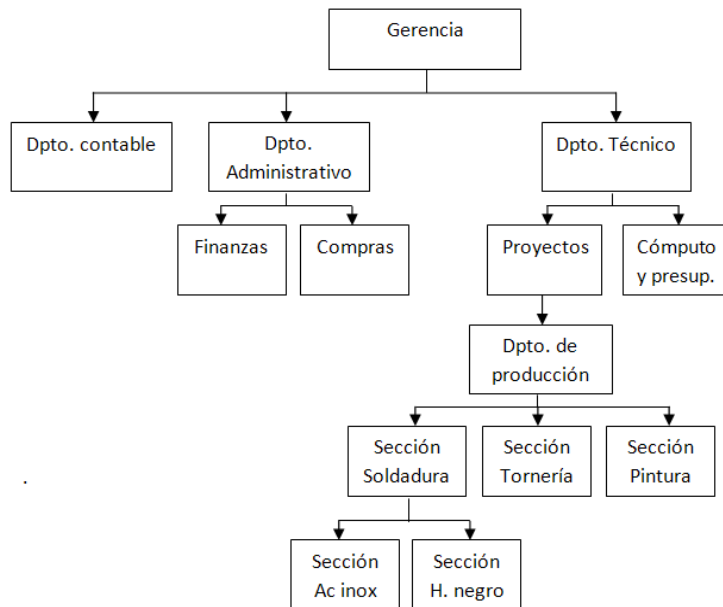 Gerencia
Dpto. contable
Dpto.
Administrativo
Dpto. Técnico
Finanzas
Compras
Proyectos
Cómputo
y presup.
Dpto. de
producción
Sección
Soldadura
Sección
Tornería
Sección
Pintura
.
Sección
Ac inox
Sección
H. negro